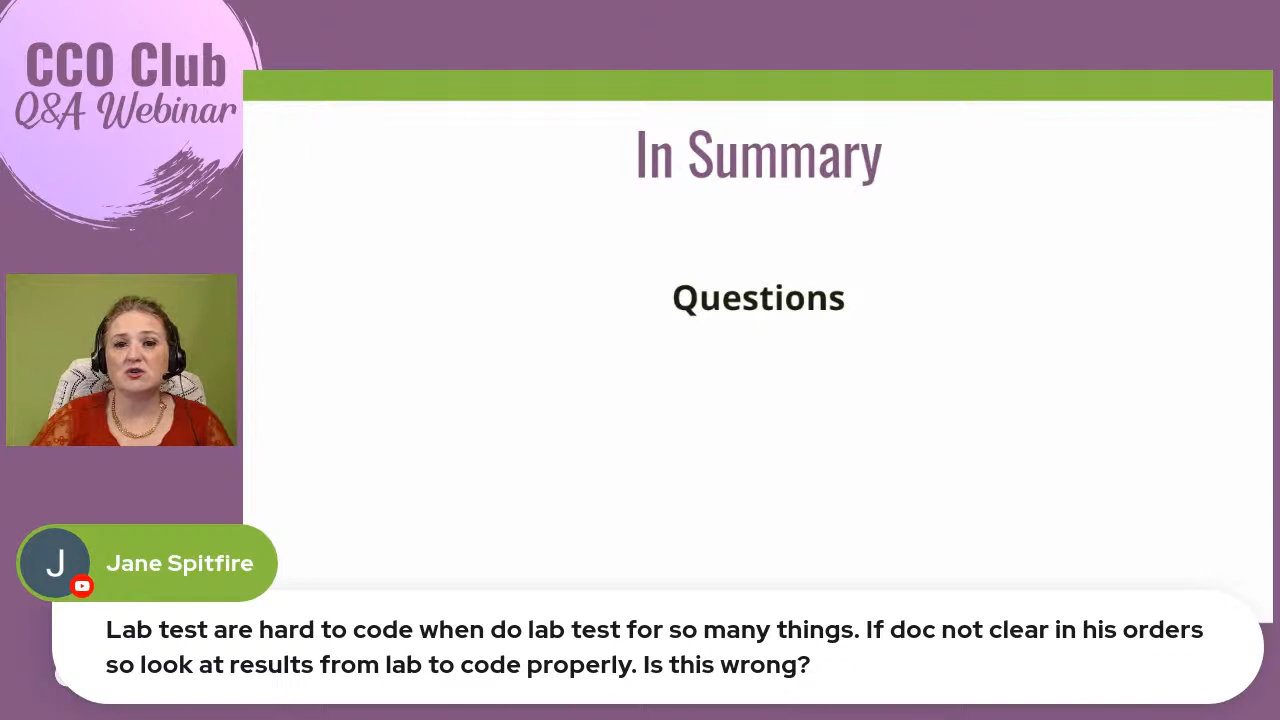 CCO Club
Q&A Webinar
In Summary
Questions
J
Jane Spitfire
Lab test are hard to code when do lab test for so many things. If doc not clear in his orders
so look at results from lab to code properly. Is this wrong?